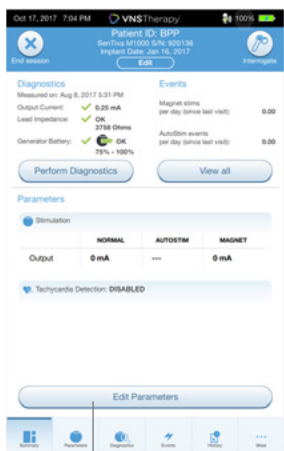 Oct 17, 2017 7:04 PM VNSTherapy 100%
Patient ID: BPP
SenTiva M1000 S/N: 920136
Implant Date: Jan 16, 2017
End session Edit Interrogate
Diagnostics
Measured on: Aug 8, 2017 5:31 PM
Output Current: 0.25 mA
Lead Impedance: OK
3758 Ohms
Generator Battery: OK
75% - 100%
Perform Diagnostics
Events
Magnet stims
per day (since last visit): 0.00
AutoStim events
per day (since last visit): 0.00
View all
Parameters
Stimulation
NORMAL AUTOSTIM MAGNET
Output 0 mA --- 0 mA
Tachycardia Detection: DISABLED
Edit Parameters
Summary Parameters Diagnostics Events History More